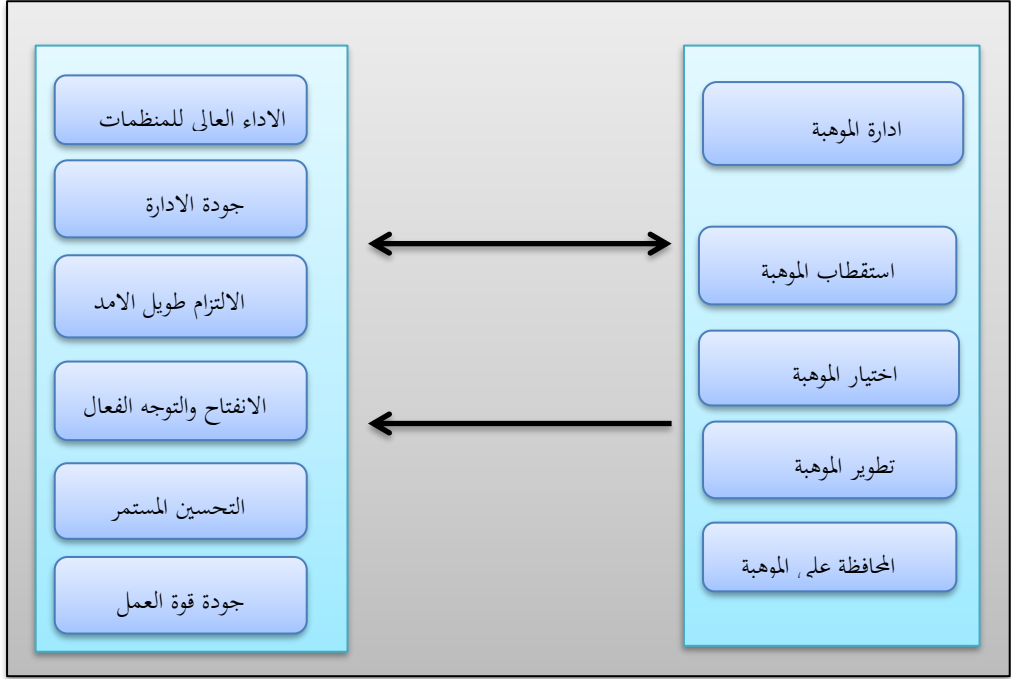 ادارة الموهبة
استقطاب الموهبة
اختيار الموهبة
تطوير الموهبة
المحافظة على الموهبة
الاداء العالي للمنظمات
جودة الادارة
الالتزام طويل الامد
الانفتاح والتوجه الفعال
التحسين المستمر
جودة قوة العمل